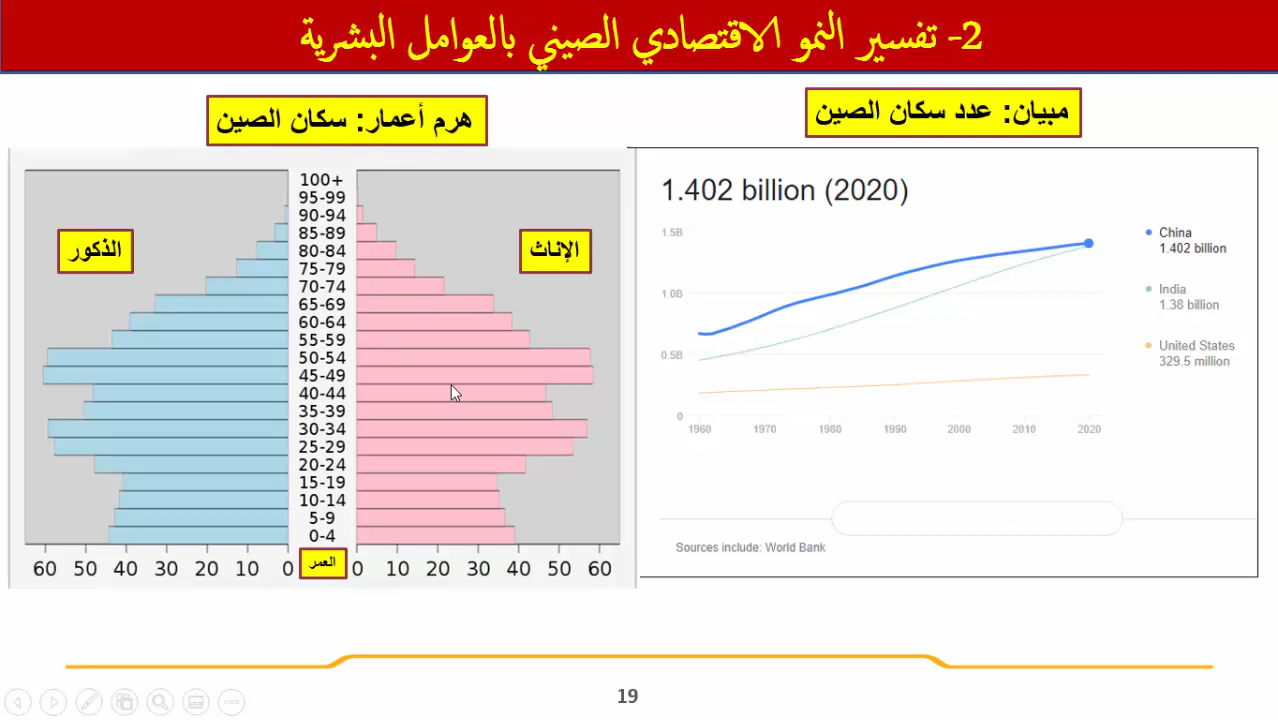 2- تفسير النمو الاقتصادي الصيني بالعوامل البشرية
مبيان: عدد سكان الصين
هرم أعمار: سكان الصين
1.402 billion (2020)
1.5B
1.0B
0.5B
0
1960 1970 1980 1990 2000 2010 2020
China
1.402 billion
India
1.38 billion
United States
329.5 million
Sources include: World Bank
الإناث
الذكور
100+
95-99
90-94
85-89
80-84
75-79
70-74
65-69
60-64
55-59
50-54
45-49
40-44
35-39
30-34
25-29
20-24
15-19
10-14
5-9
0-4
العمر
60 50 40 30 20 10 0 0 10 20 30 40 50 60
19